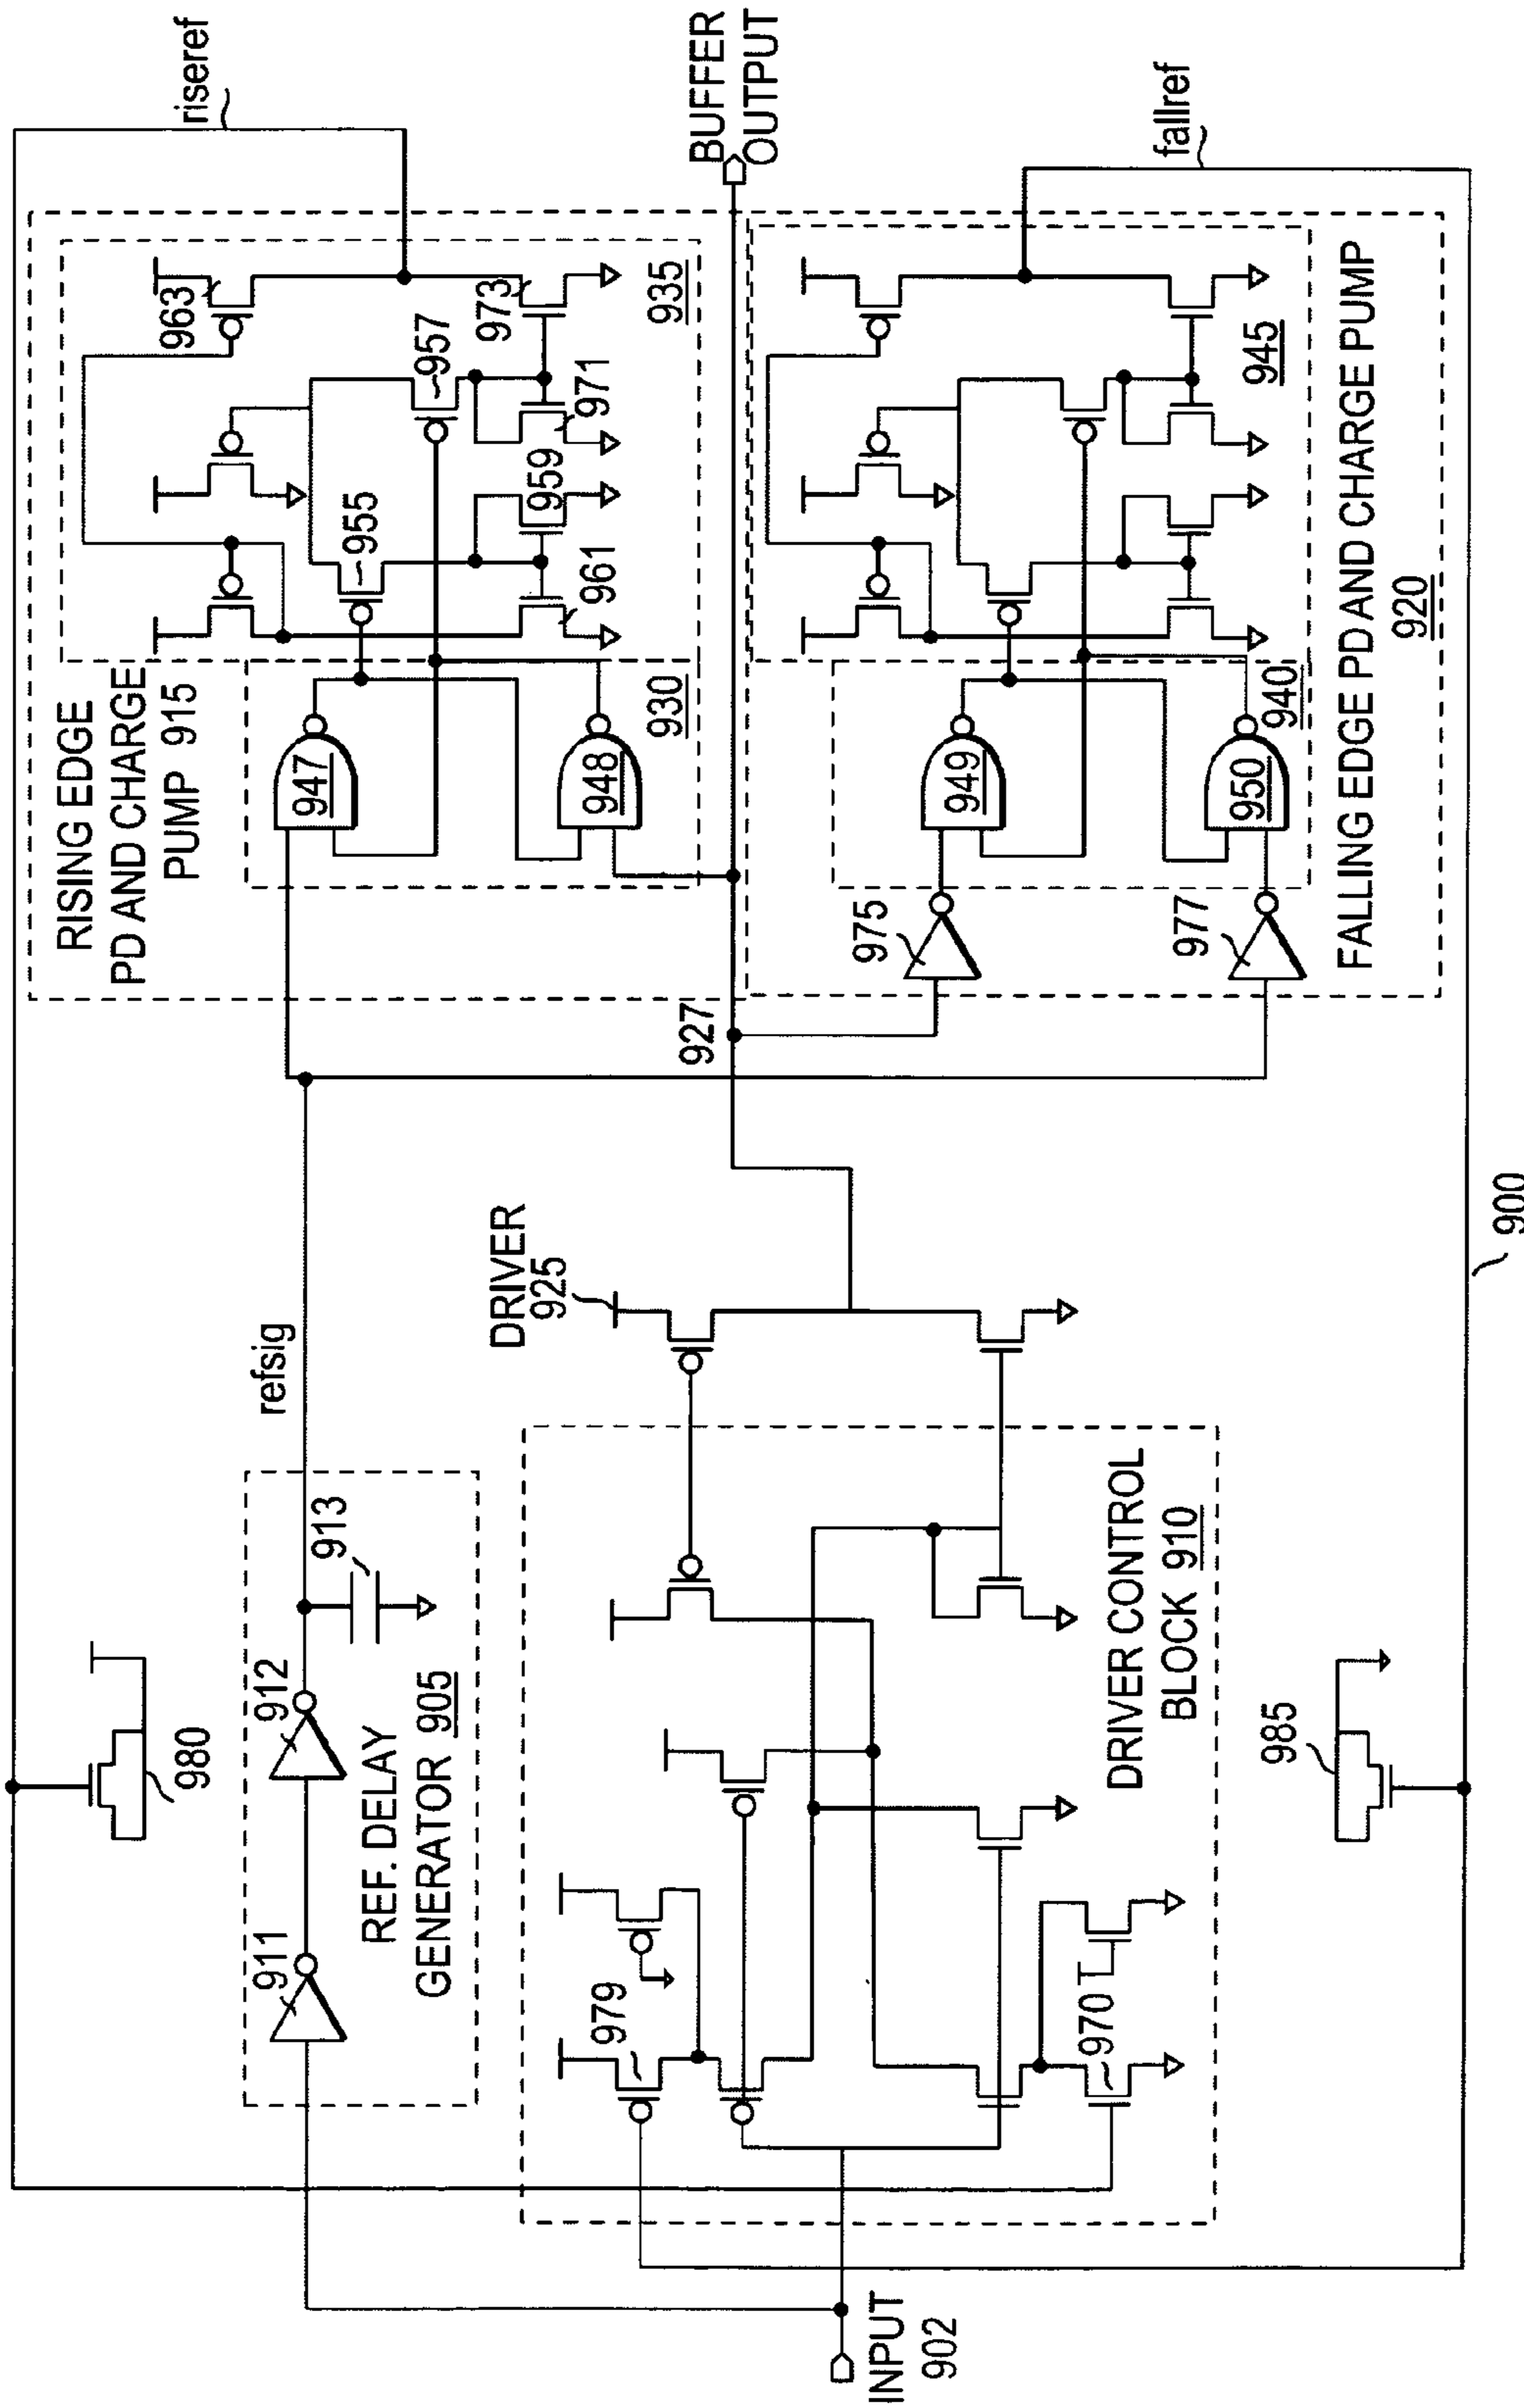 riseref
BUFFER
OUTPUT
fallref
963
957
973
935
971
955
959
961
945
RISING EDGE
PD AND CHARGE
PUMP 915
947
948
930
FALLING EDGE PD AND CHARGE PUMP
920
949
950
940
975
977
927
refsig
DRIVER
925
900
980
911
912
913
REF. DELAY
GENERATOR 905
979
970
DRIVER CONTROL
BLOCK 910
985
INPUT
902